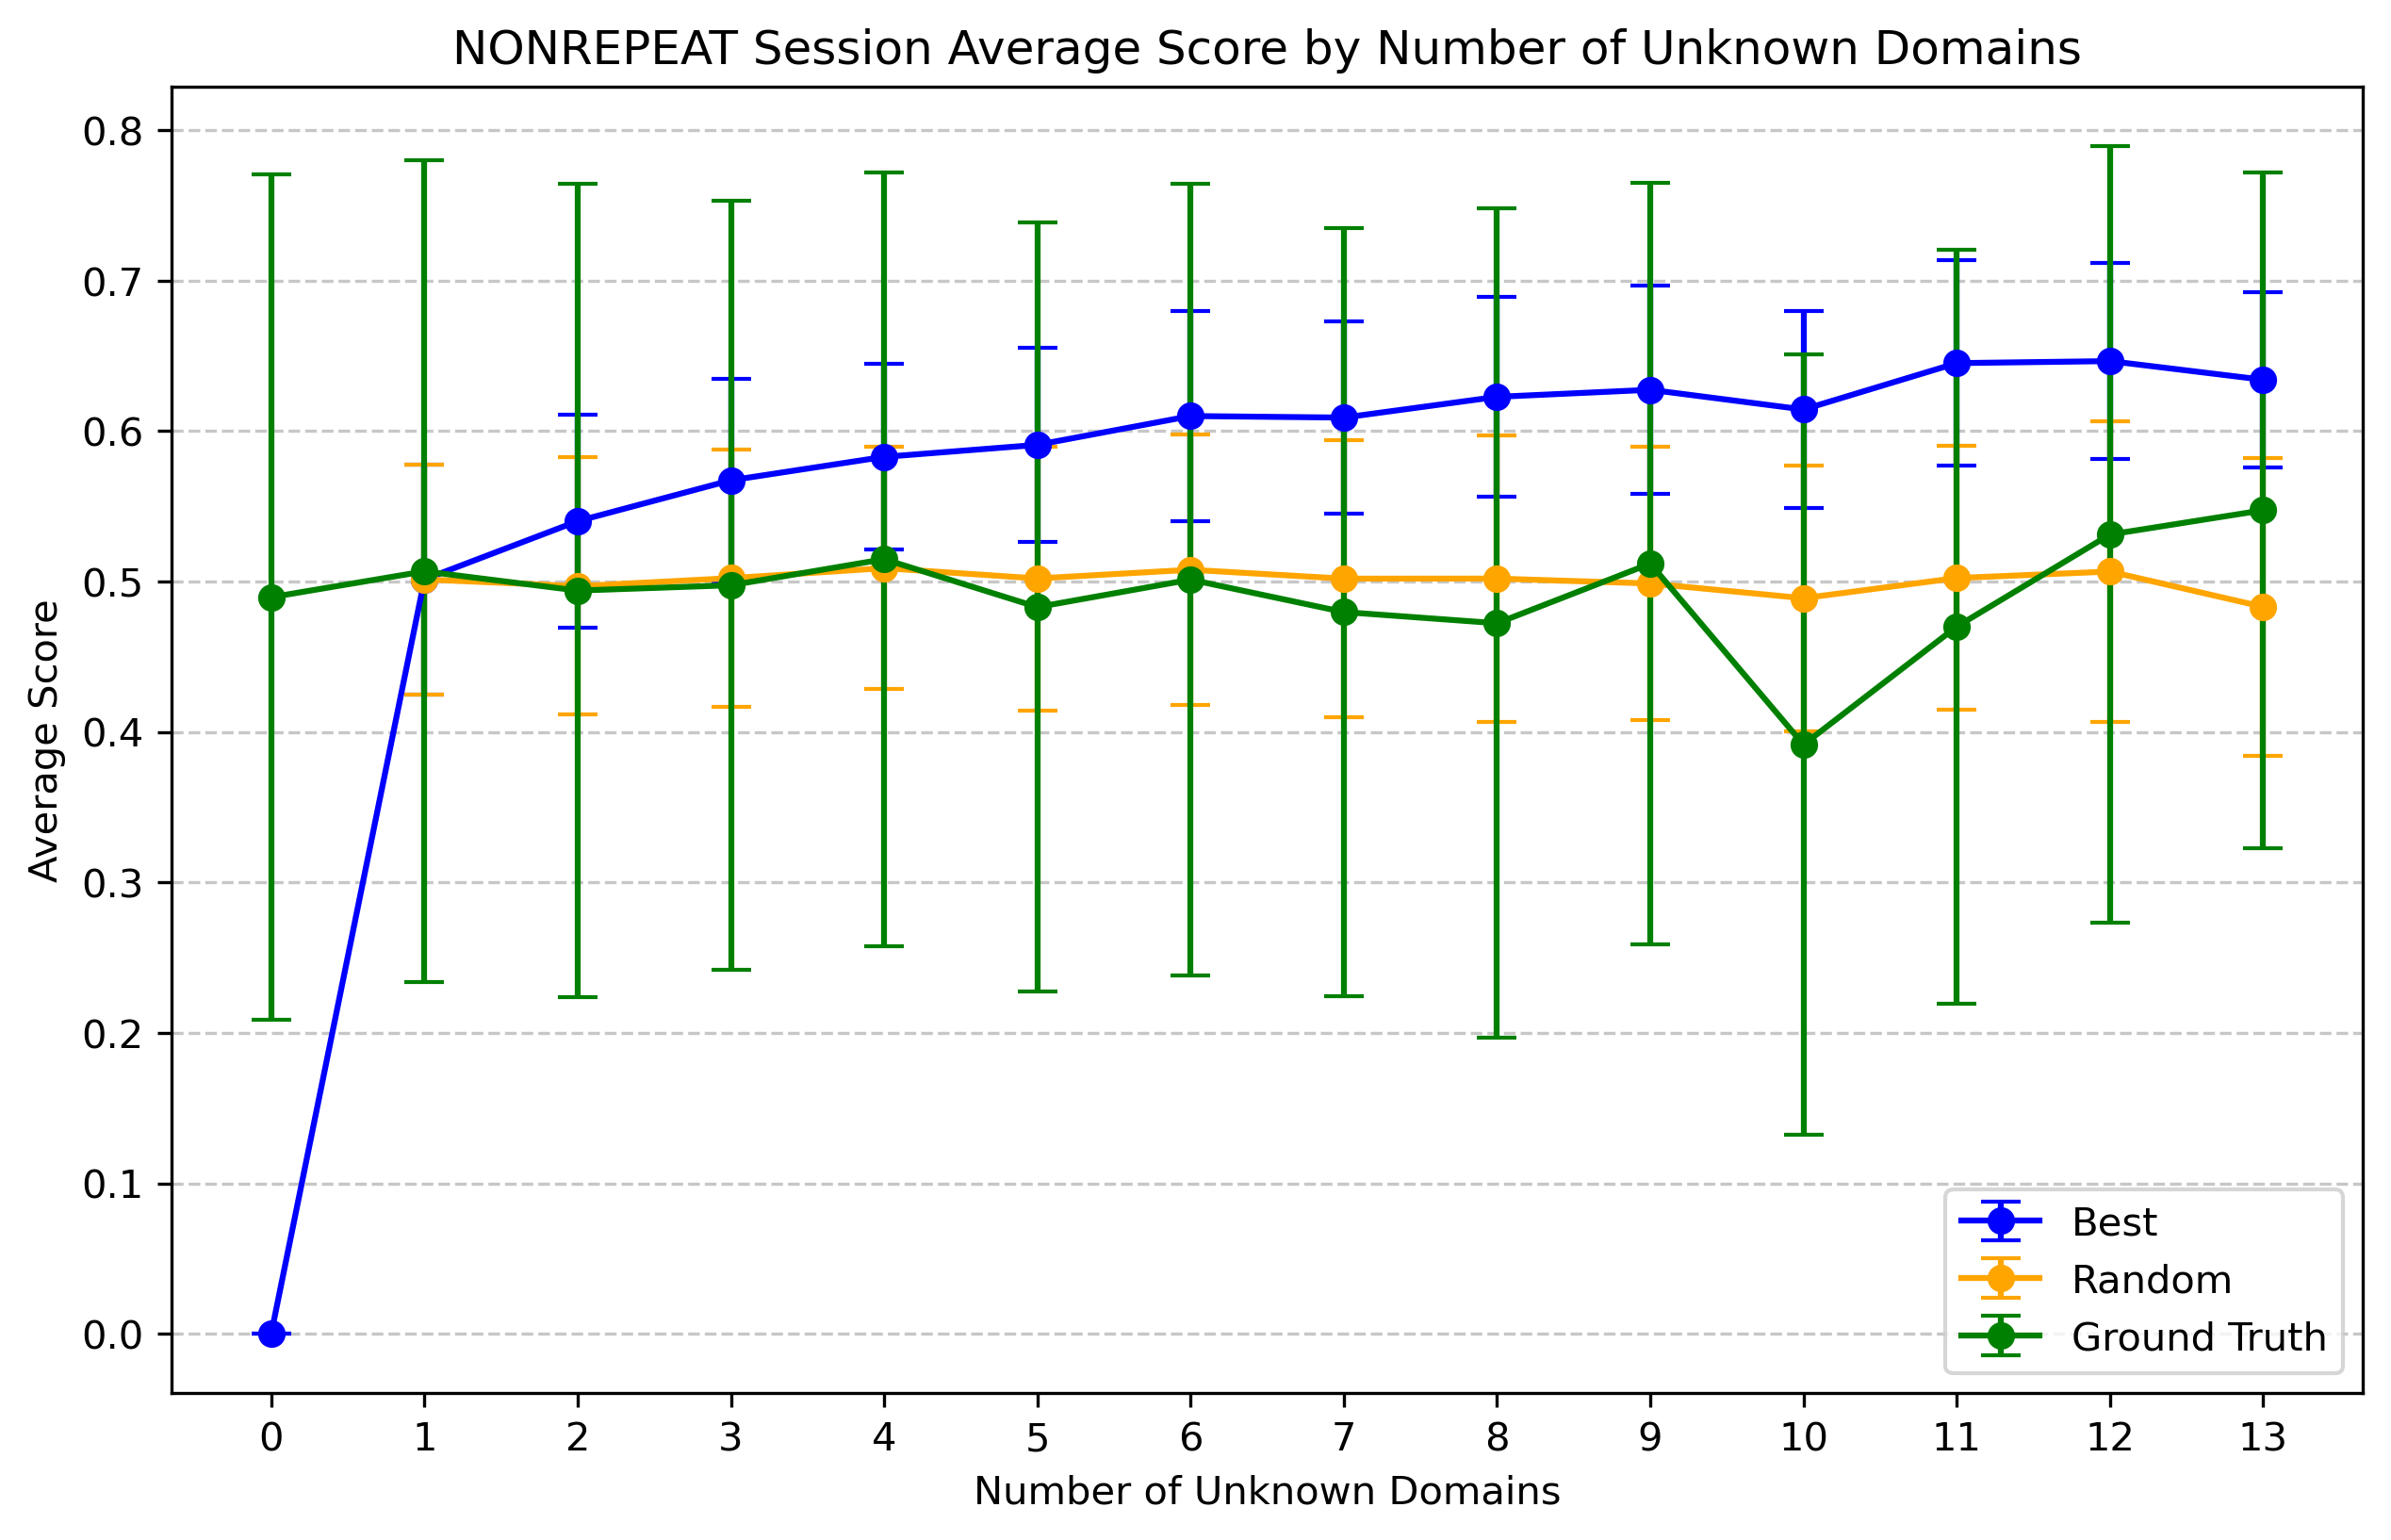 NONREPEAT Session Average Score by Number of Unknown Domains
0.8
0.7
0.6
0.5
0.4
0.3
0.2
0.1
0.0
Average Score
0 1 2 3 4 5 6 7 8 9 10 11 12 13
Number of Unknown Domains
Best
Random
Ground Truth